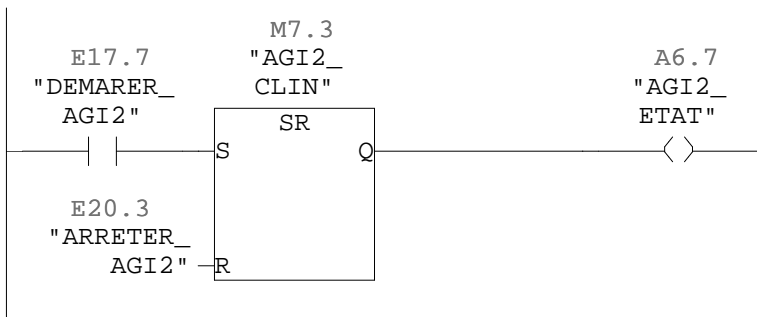 M7.3
E17.7 "AGI2_ A6.7
"DEMARER_ CLIN" "AGI2_
AGI2" SR ETAT"
S Q
E20.3
"ARRETER_
AGI2" R